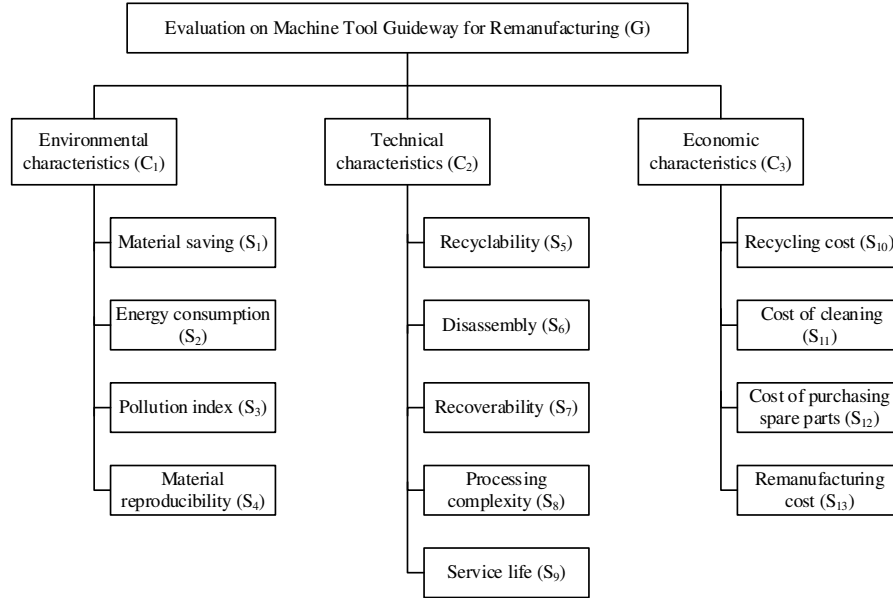 Evaluation on Machine Tool Guideway for Remanufacturing (G)
Environmental
characteristics (C₁)
Technical
characteristics (C₂)
Economic
characteristics (C₃)
Material saving (S₁)
Energy consumption
(S₂)
Pollution index (S₃)
Material
reproducibility (S₄)
Recyclability (S₅)
Disassembly (S₆)
Recoverability (S₇)
Processing
complexity (S₈)
Service life (S₉)
Recycling cost (S₁₀)
Cost of cleaning
(S₁₁)
Cost of purchasing
spare parts (S₁₂)
Remanufacturing
cost (S₁₃)